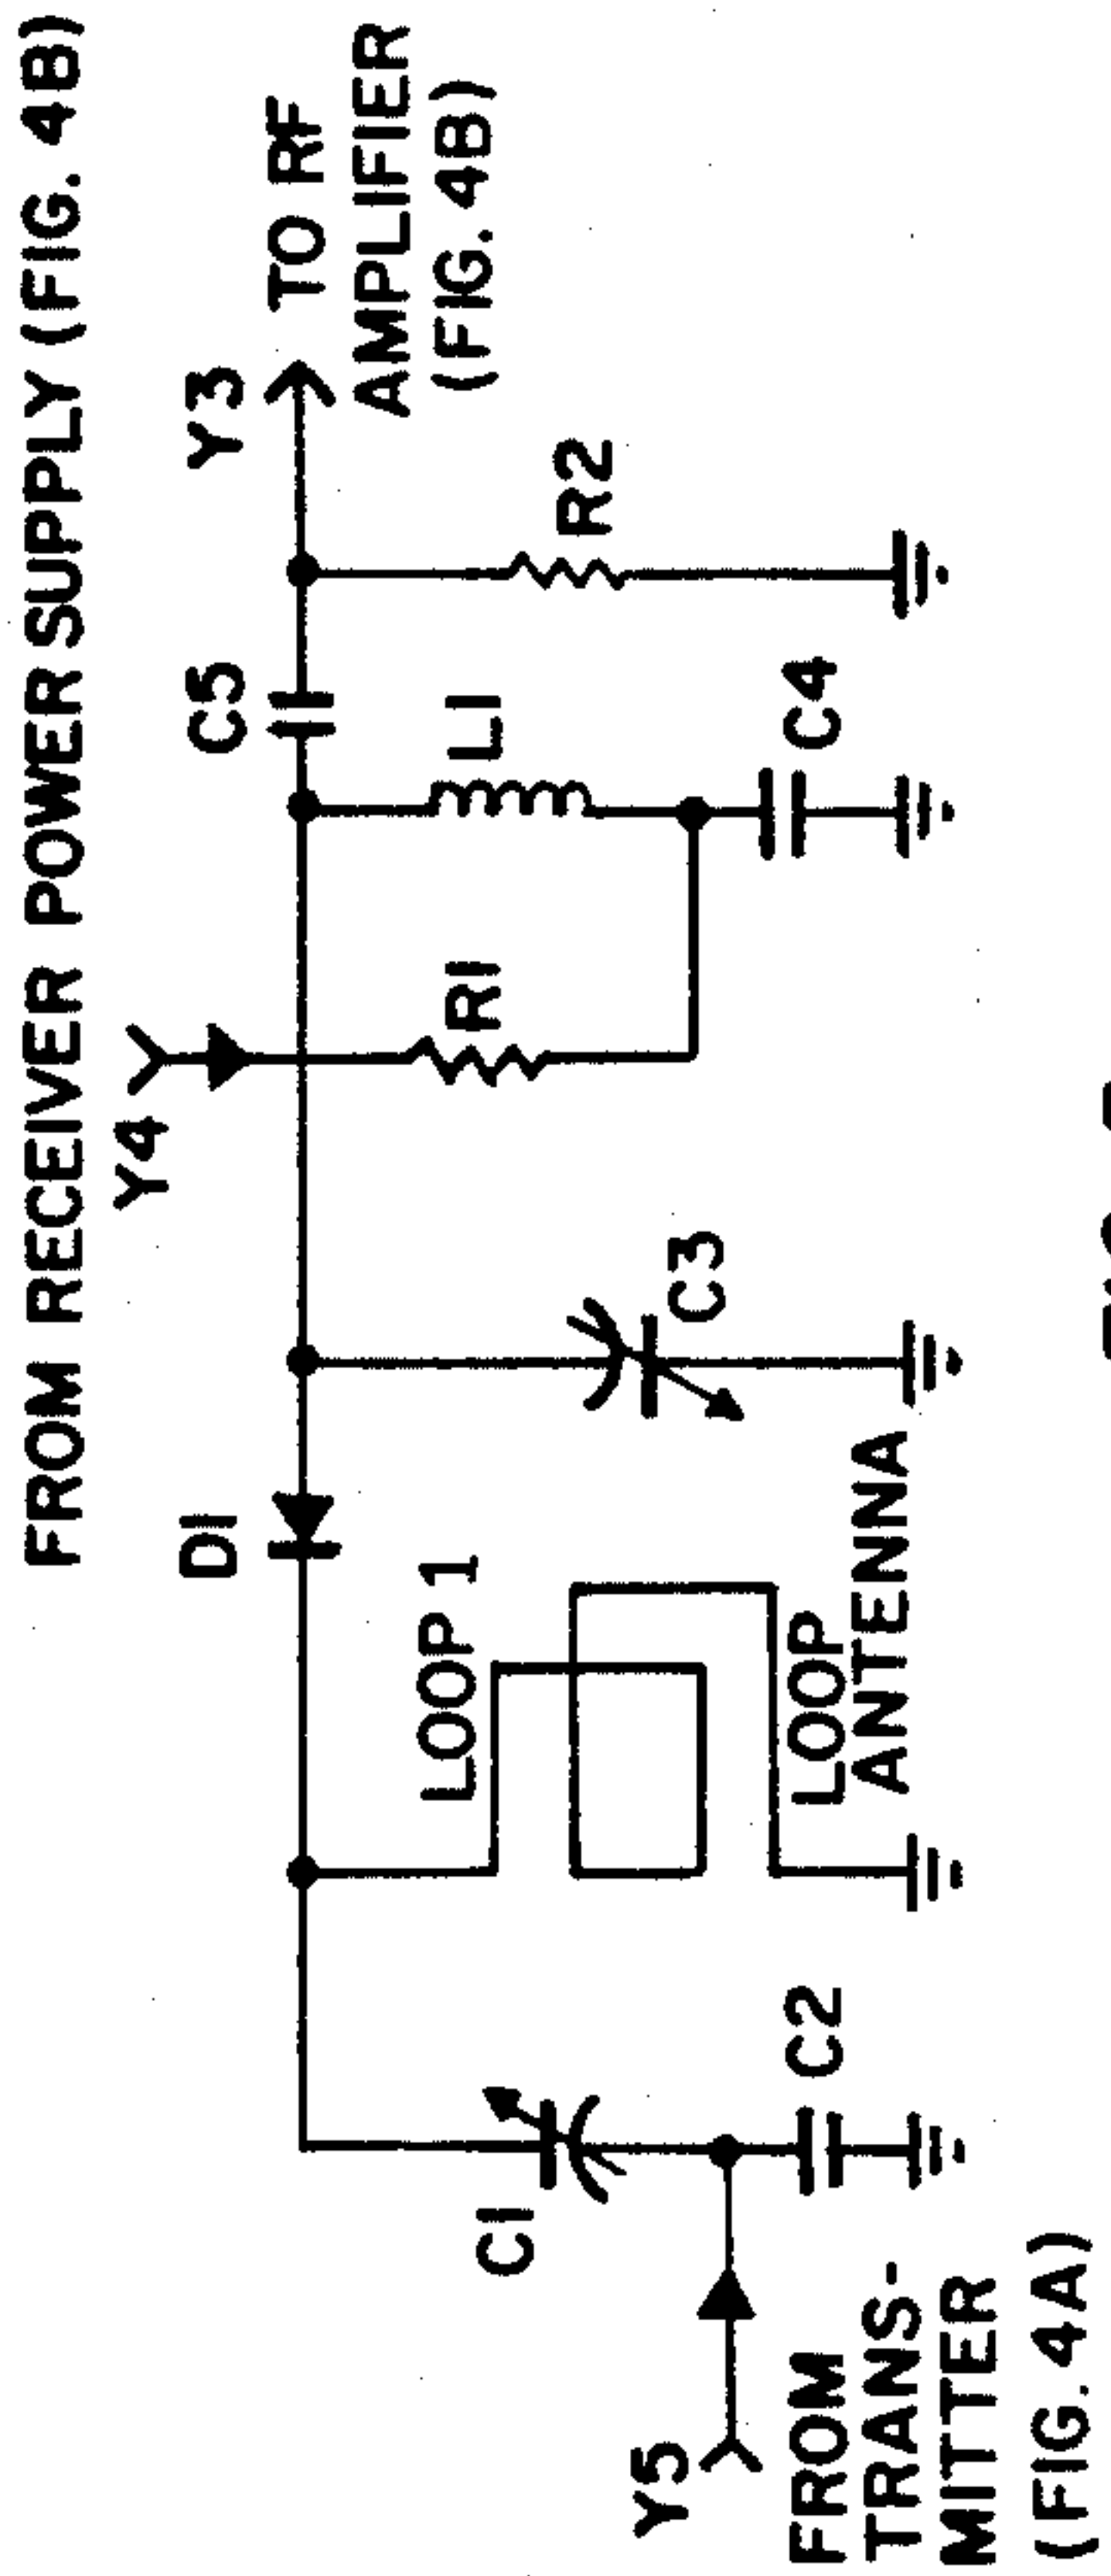 FROM RECEIVER POWER SUPPLY (FIG. 4B)
Y4
D1
C5
Y3
TO RF
AMPLIFIER
(FIG. 4B)
LOOP 1
R1
L1
R2
C1
C3
C4
Y5
C2
LOOP
ANTENNA
FROM
TRANS-
MITTER
(FIG. 4A)